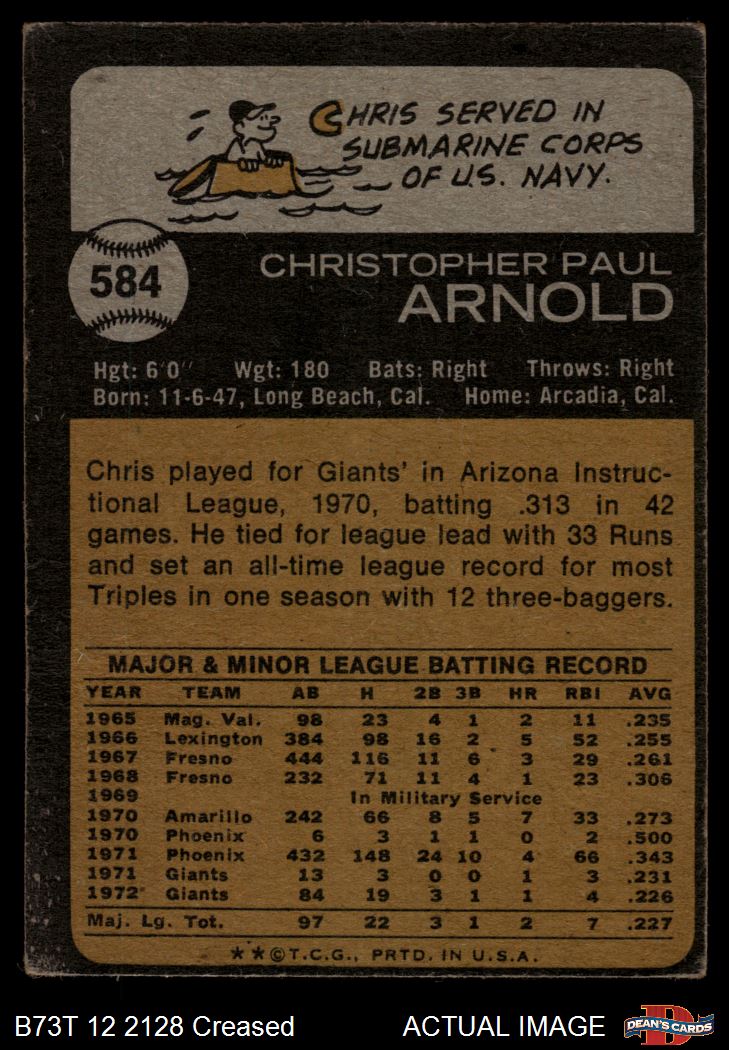 CHRIS SERVED IN
SUBMARINE CORPS
OF U.S. NAVY.
584
CHRISTOPHER PAUL
ARNOLD
Hgt: 6'0" Wgt: 180 Bats: Right Throws: Right
Born: 11-6-47, Long Beach, Cal. Home: Arcadia, Cal.
Chris played for Giants' in Arizona Instruc-
tional League, 1970, batting .313 in 42
games. He tied for league lead with 33 Runs
and set an all-time league record for most
Triples in one season with 12 three-baggers.
MAJOR & MINOR LEAGUE BATTING RECORD
YEAR TEAM AB H 2B 3B HR RBI AVG
1965 Mag. Val. 98 23 4 1 2 11 .235
1966 Lexington 384 98 16 2 5 52 .255
1967 Fresno 444 116 11 6 3 29 .261
1968 Fresno 232 71 11 4 1 23 .306
1969 In Military Service
1970 Amarillo 242 66 8 5 7 33 .273
1970 Phoenix 6 3 1 1 0 2 .500
1971 Phoenix 432 148 24 10 4 66 .343
1971 Giants 13 3 0 0 1 3 .231
1972 Giants 84 19 3 1 1 4 .226
Maj. Lg. Tot. 97 22 3 1 2 7 .227
**©T.C.G., PRTD. IN U.S.A.
B73T 12 2128 Creased ACTUAL IMAGE
D
DEAN'S CARDS